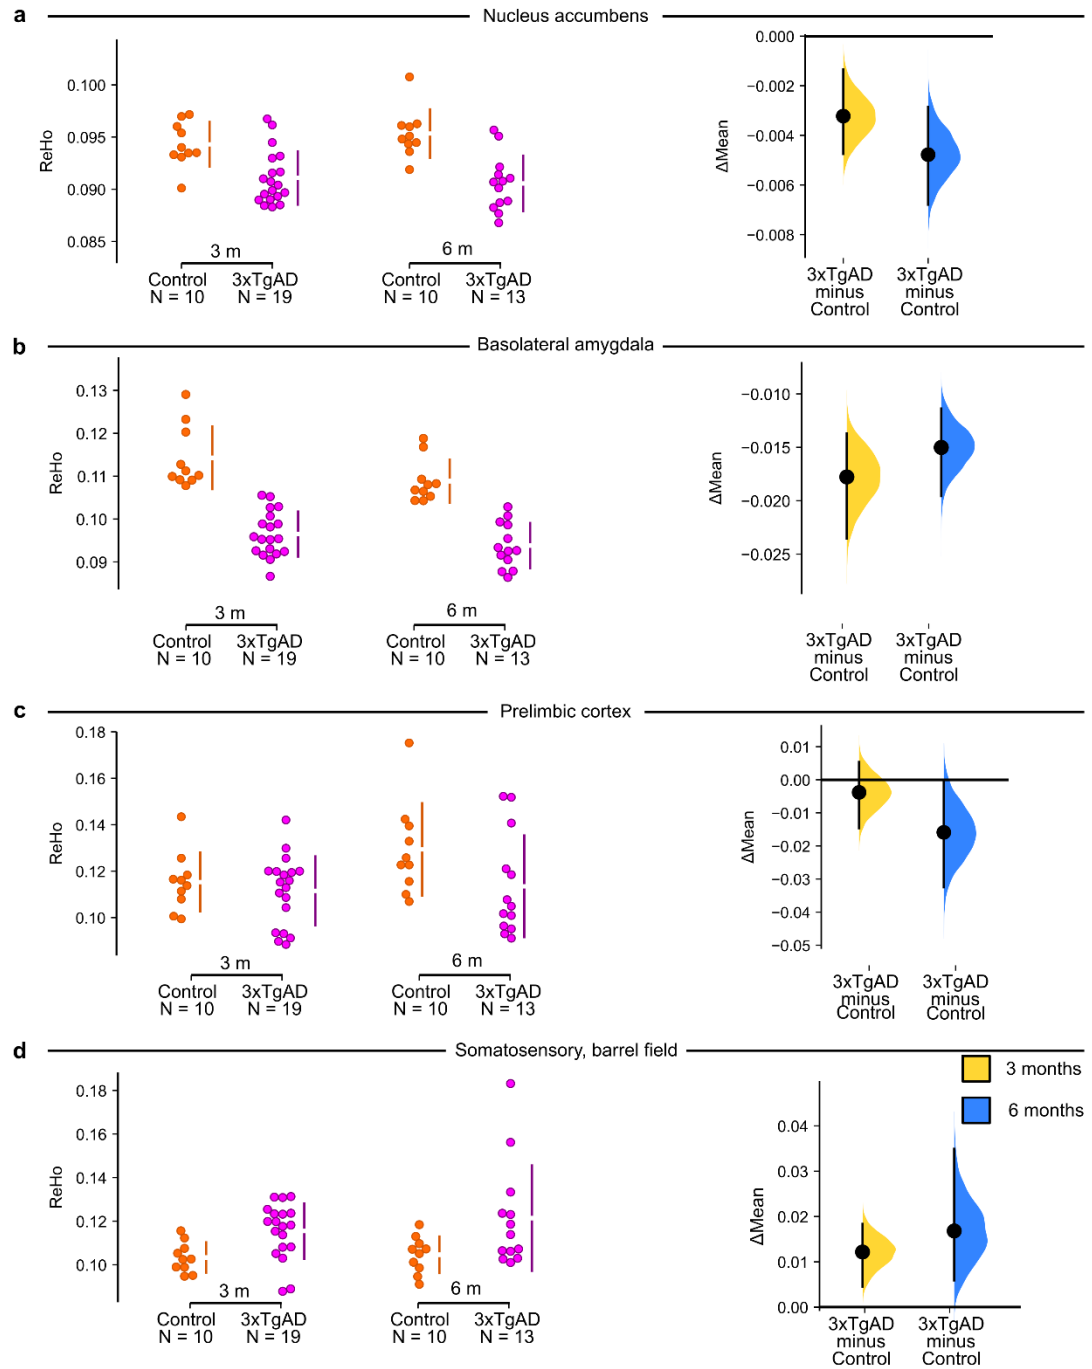 a
Nucleus accumbens
ReHo
0.100
0.095
0.090
0.085
3 m
6 m
Control
N = 10
3xTgAD
N = 19
Control
N = 10
3xTgAD
N = 13
ΔMean
0.000
−0.002
−0.004
−0.006
−0.008
3xTgAD
minus
Control
3xTgAD
minus
Control
b
Basolateral amygdala
ReHo
0.13
0.12
0.11
0.10
0.09
3 m
6 m
Control
N = 10
3xTgAD
N = 19
Control
N = 10
3xTgAD
N = 13
ΔMean
−0.010
−0.015
−0.020
−0.025
3xTgAD
minus
Control
3xTgAD
minus
Control
c
Prelimbic cortex
ReHo
0.18
0.16
0.14
0.12
0.10
3 m
6 m
Control
N = 10
3xTgAD
N = 19
Control
N = 10
3xTgAD
N = 13
ΔMean
0.01
0.00
−0.01
−0.02
−0.03
−0.04
−0.05
3xTgAD
minus
Control
3xTgAD
minus
Control
d
Somatosensory, barrel field
ReHo
0.18
0.16
0.14
0.12
0.10
3 m
6 m
Control
N = 10
3xTgAD
N = 19
Control
N = 10
3xTgAD
N = 13
3 months
6 months
ΔMean
0.04
0.03
0.02
0.01
0.00
3xTgAD
minus
Control
3xTgAD
minus
Control